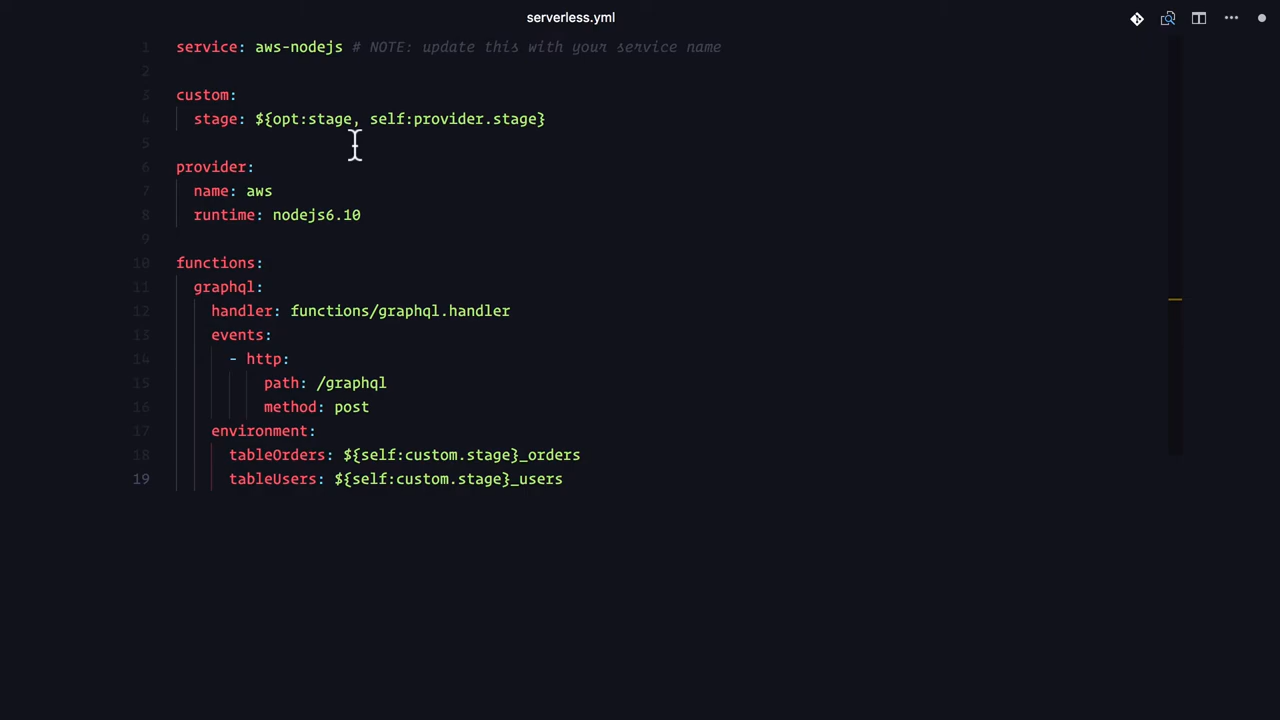 serverless.yml
1 service: aws-nodejs # NOTE: update this with your service name
2
3 custom:
4 stage: ${opt:stage, self:provider.stage}
5
6 provider:
7 name: aws
8 runtime: nodejs6.10
9
10 functions:
11 graphql:
12 handler: functions/graphql.handler
13 events:
14 - http:
15 path: /graphql
16 method: post
17 environment:
18 tableOrders: ${self:custom.stage}_orders
19 tableUsers: ${self:custom.stage}_users